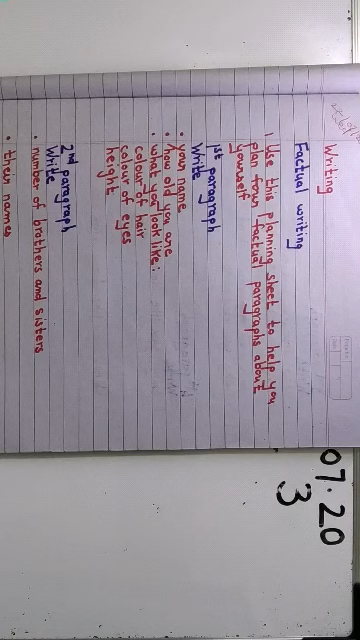 Writing
Factual writing
1. Use this planning sheet to help you
plan four factual paragraphs about
yourself
1st paragraph
Write
• your name
• how old you are
• what you look like:
colour of hair
colour of eyes
height
2nd paragraph
Write
• number of brothers and sisters
• their names
07.20
3